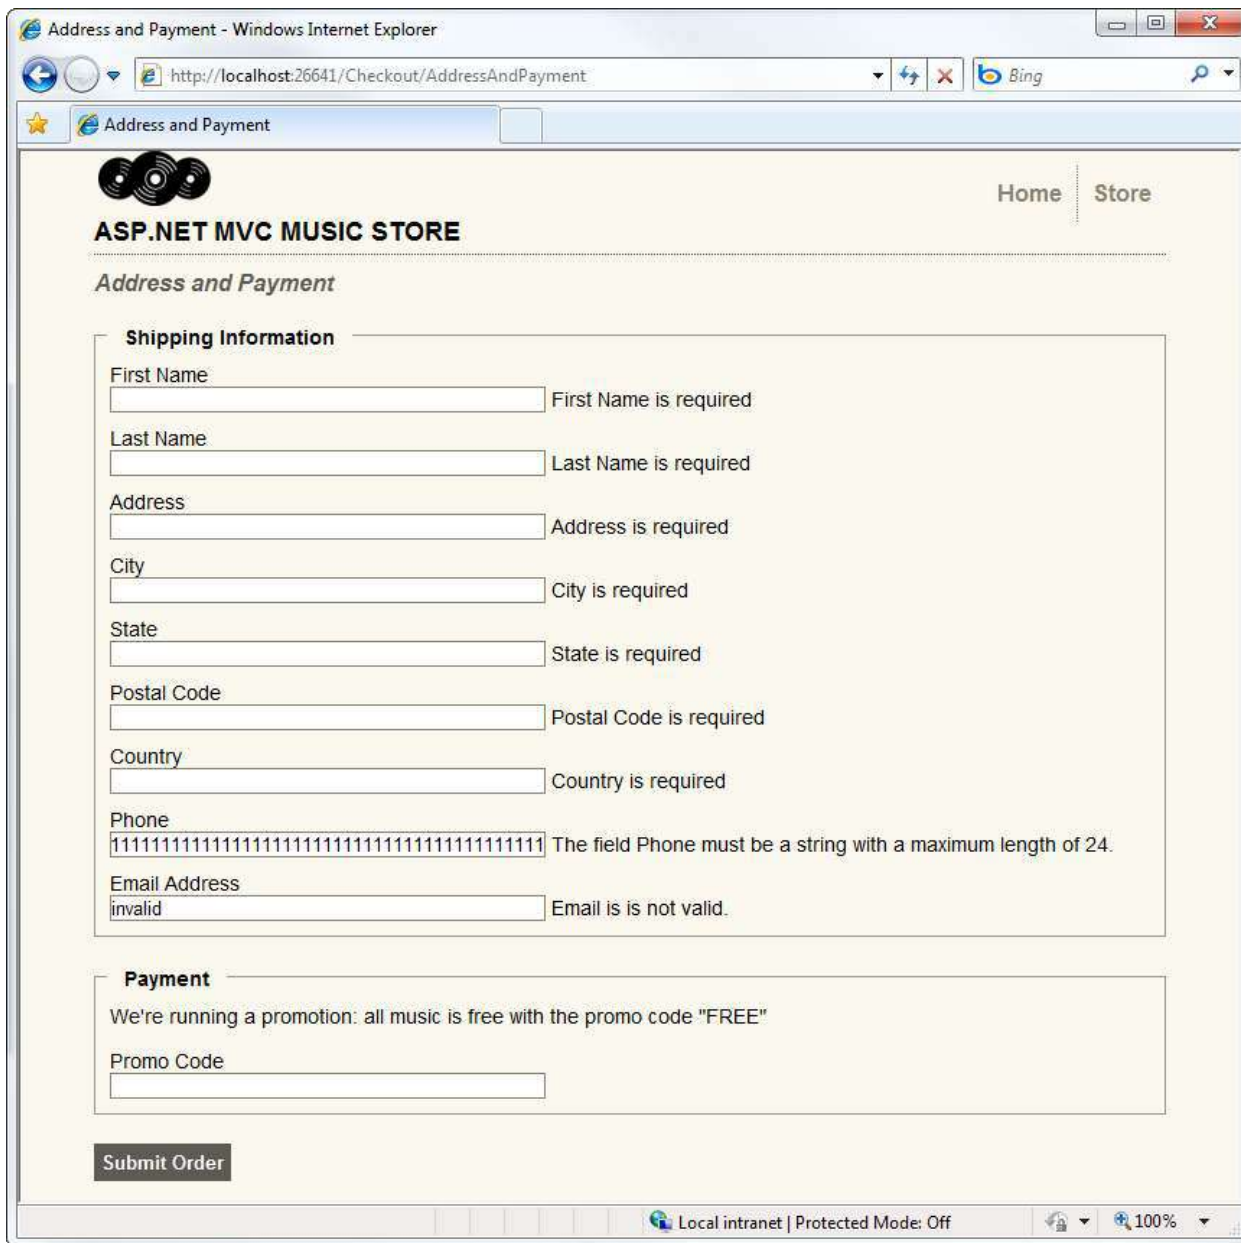 Address and Payment - Windows Internet Explorer
http://localhost:26641/Checkout/AddressAndPayment
Bing
Address and Payment
Home
Store
ASP.NET MVC MUSIC STORE
Address and Payment
Shipping Information
First Name
First Name is required
Last Name
Last Name is required
Address
Address is required
City
City is required
State
State is required
Postal Code
Postal Code is required
Country
Country is required
Phone
The field Phone must be a string with a maximum length of 24.
Email Address
invalid Email is is not valid.
Payment
We're running a promotion: all music is free with the promo code "FREE"
Promo Code
Submit Order
Local intranet | Protected Mode: Off
100%